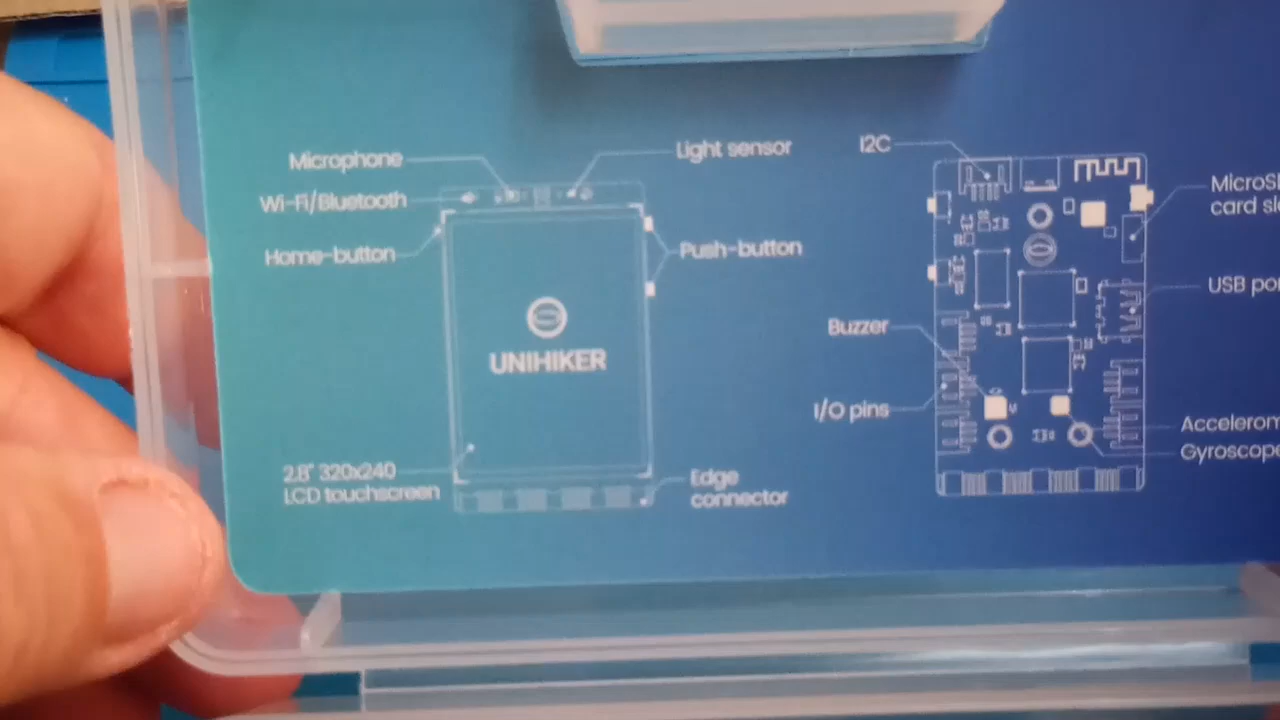 Microphone
Wi-Fi/Bluetooth
Home-button
Light sensor
Push-button
UNIHIKER
2.8" 320x240
LCD touchscreen
Edge
connector
I2C
Buzzer
I/O pins
card
USB
Gyroscope